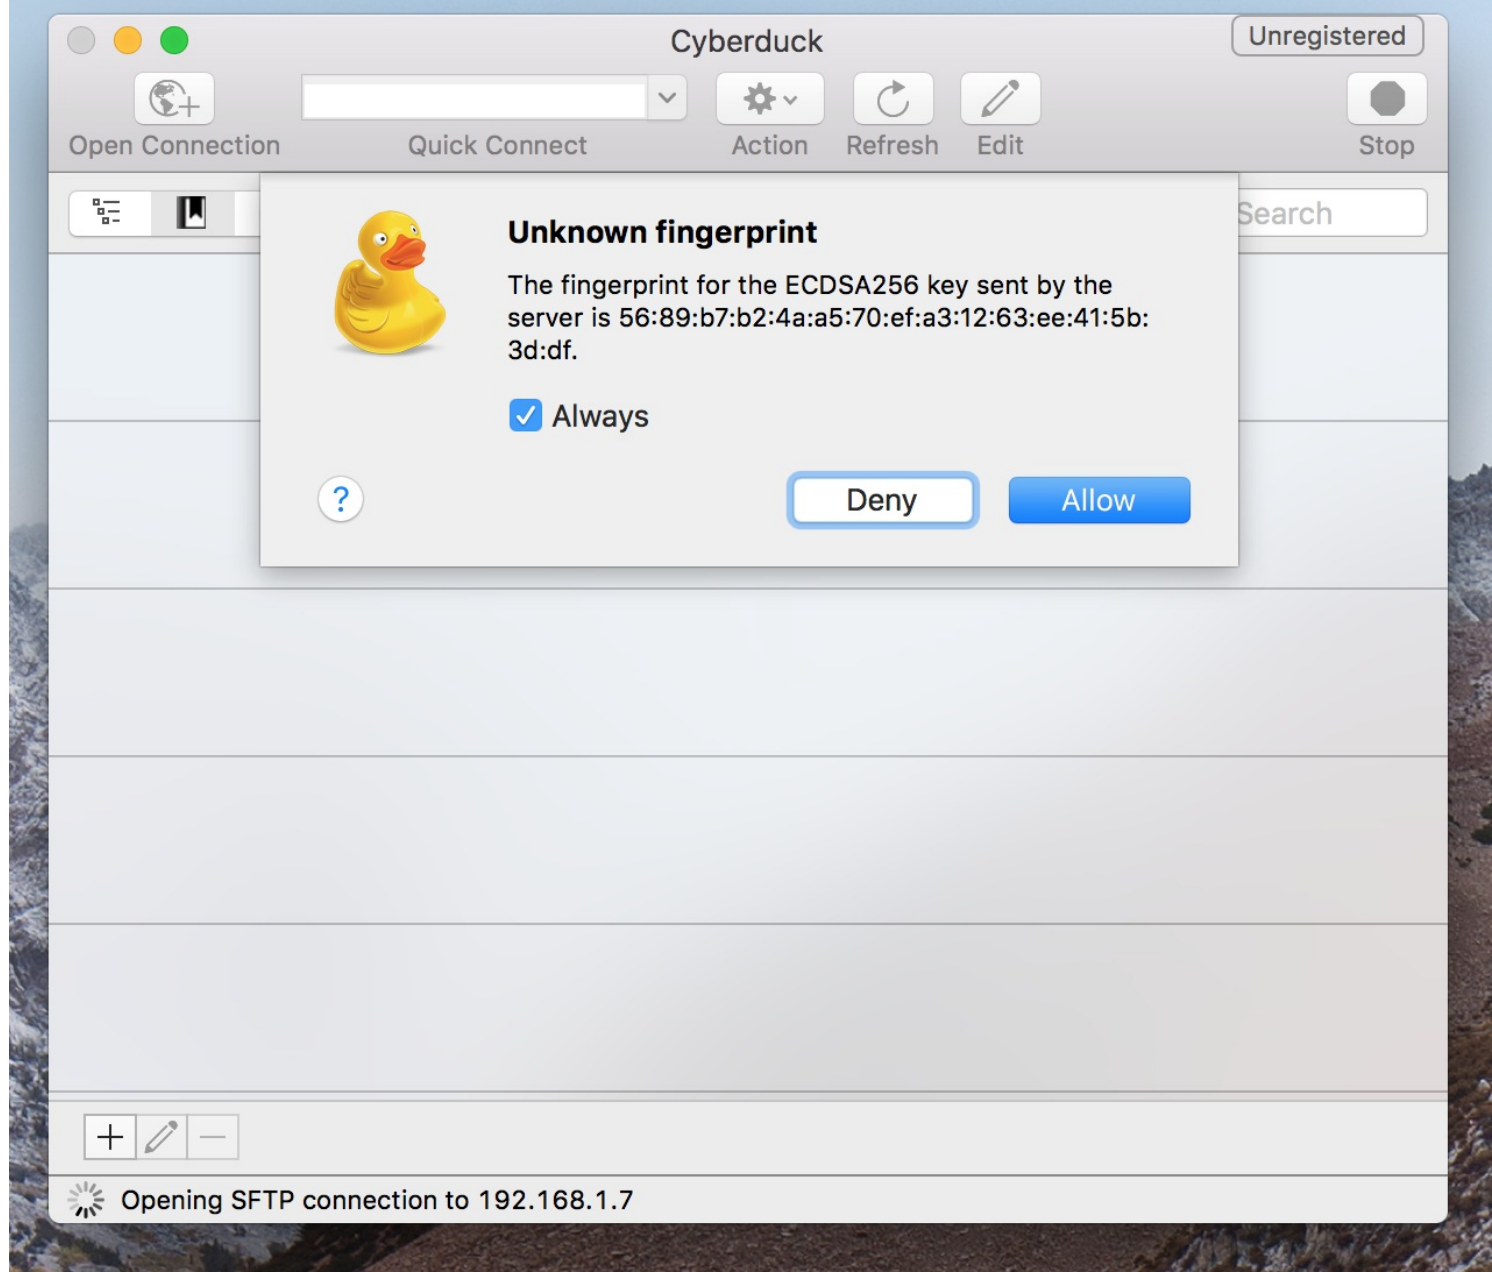 Cyberduck
Unregistered
Open Connection
Quick Connect
Action
Refresh
Edit
Stop
Search
Unknown fingerprint
The fingerprint for the ECDSA256 key sent by the
server is 56:89:b7:b2:4a:a5:70:ef:a3:12:63:ee:41:5b:
3d:df.
Always
?
Deny
Allow
Opening SFTP connection to 192.168.1.7